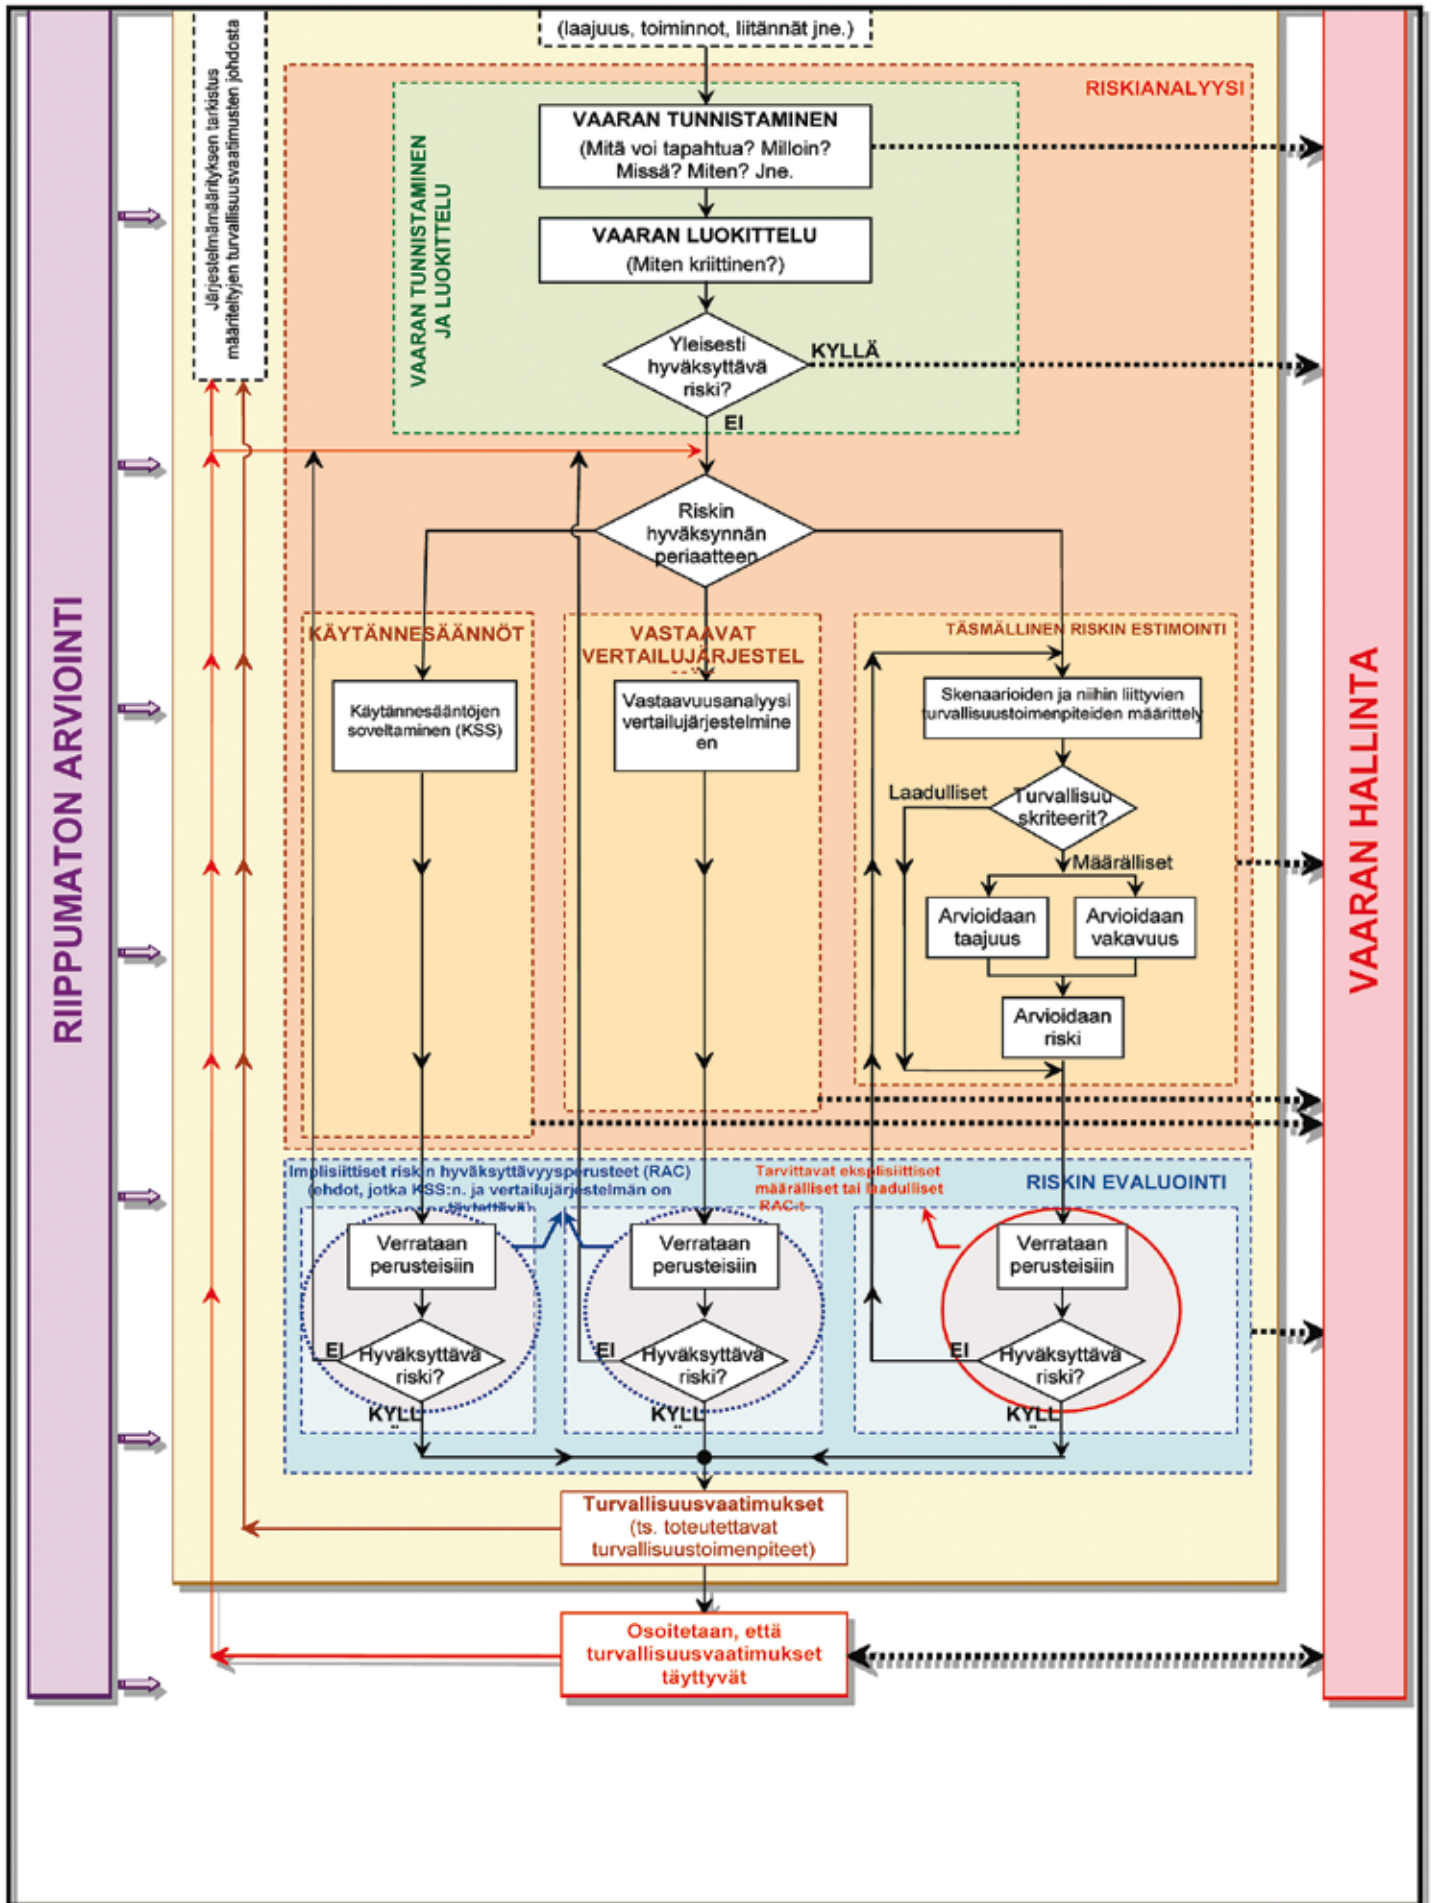 (laajuus, toiminnot, liitännät jne.)
Järjestelmämäärityksen tarkistus
määriteltyjen turvallisuusvaatimusten johdosta
RISKIANALYYSI
VAARAN TUNNISTAMINEN
JA LUOKITTELU
VAARAN TUNNISTAMINEN
(Mitä voi tapahtua? Milloin?
Missä? Miten? Jne.
VAARAN LUOKITTELU
(Miten kriittinen?)
Yleisesti
hyväksyttävä
riski?
KYLLÄ
EI
Riskin
hyväksynnän
periaatteen
RIIPPUMATON ARVIOINTI
VAARAN HALLINTA
KÄYTÄNNESÄÄNNÖT
Käytännesääntöjen
soveltaminen (KSS)
VASTAAVAT
VERTAILUJÄRJESTEL
Vastaavuusanalyysi
vertailujärjestelmine
en
TÄSMÄLLINEN RISKIN ESTIMOINTI
Skenaarioiden ja niihin liittyvien
turvallisuustoimenpiteiden määrittely
Laadulliset
Turvallisuu
skriteerit?
Määrälliset
Arvioidaan
taajuus
Arvioidaan
vakavuus
Arvioidaan
riski
Implisiittiset riskin hyväksyttävyysperusteet (RAC)
(ehdot, jotka KSS:n. ja vertailujärjestelmän on
täytettävä)
Tarvittavat eksplisiittiset
määrälliset tai laadulliset
RAC:t
RISKIN EVALUOINTI
Verrataan
perusteisiin
EI
Hyväksyttävä
riski?
KYLL
Verrataan
perusteisiin
EI
Hyväksyttävä
riski?
KYLL
Verrataan
perusteisiin
EI
Hyväksyttävä
riski?
KYLL
Turvallisuusvaatimukset
(ts. toteutettavat
turvallisuustoimenpiteet)
Osoitetaan, että
turvallisuusvaatimukset
täyttyvät